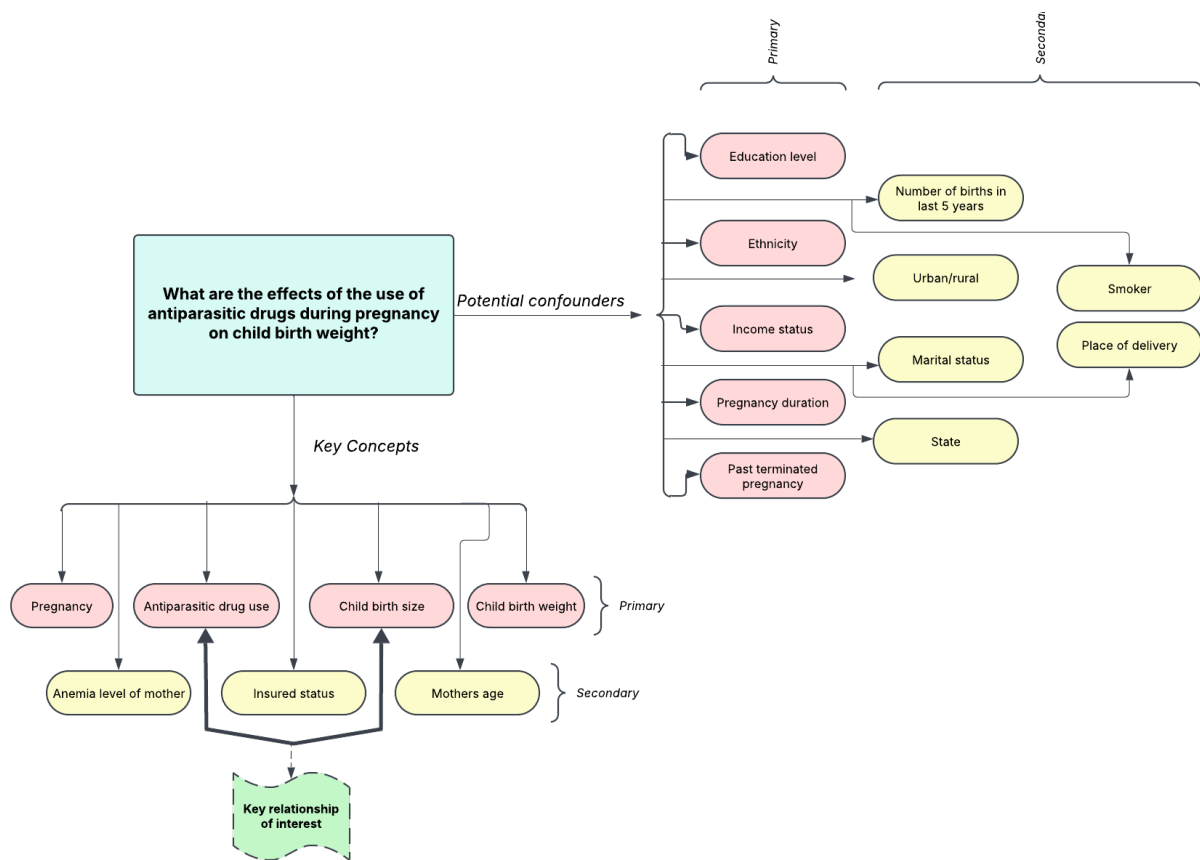 Primary
Seconda
Education level
Number of births in
last 5 years
Ethnicity
Urban/rural
Smoker
What are the effects of the use of
antiparasitic drugs during pregnancy
on child birth weight?
Potential confounders
Income status
Place of delivery
Marital status
Pregnancy duration
State
Past terminated
pregnancy
Key Concepts
Pregnancy
Antiparasitic drug use
Child birth size
Child birth weight
Primary
Anemia level of mother
Insured status
Mothers age
Secondary
Key relationship
of interest